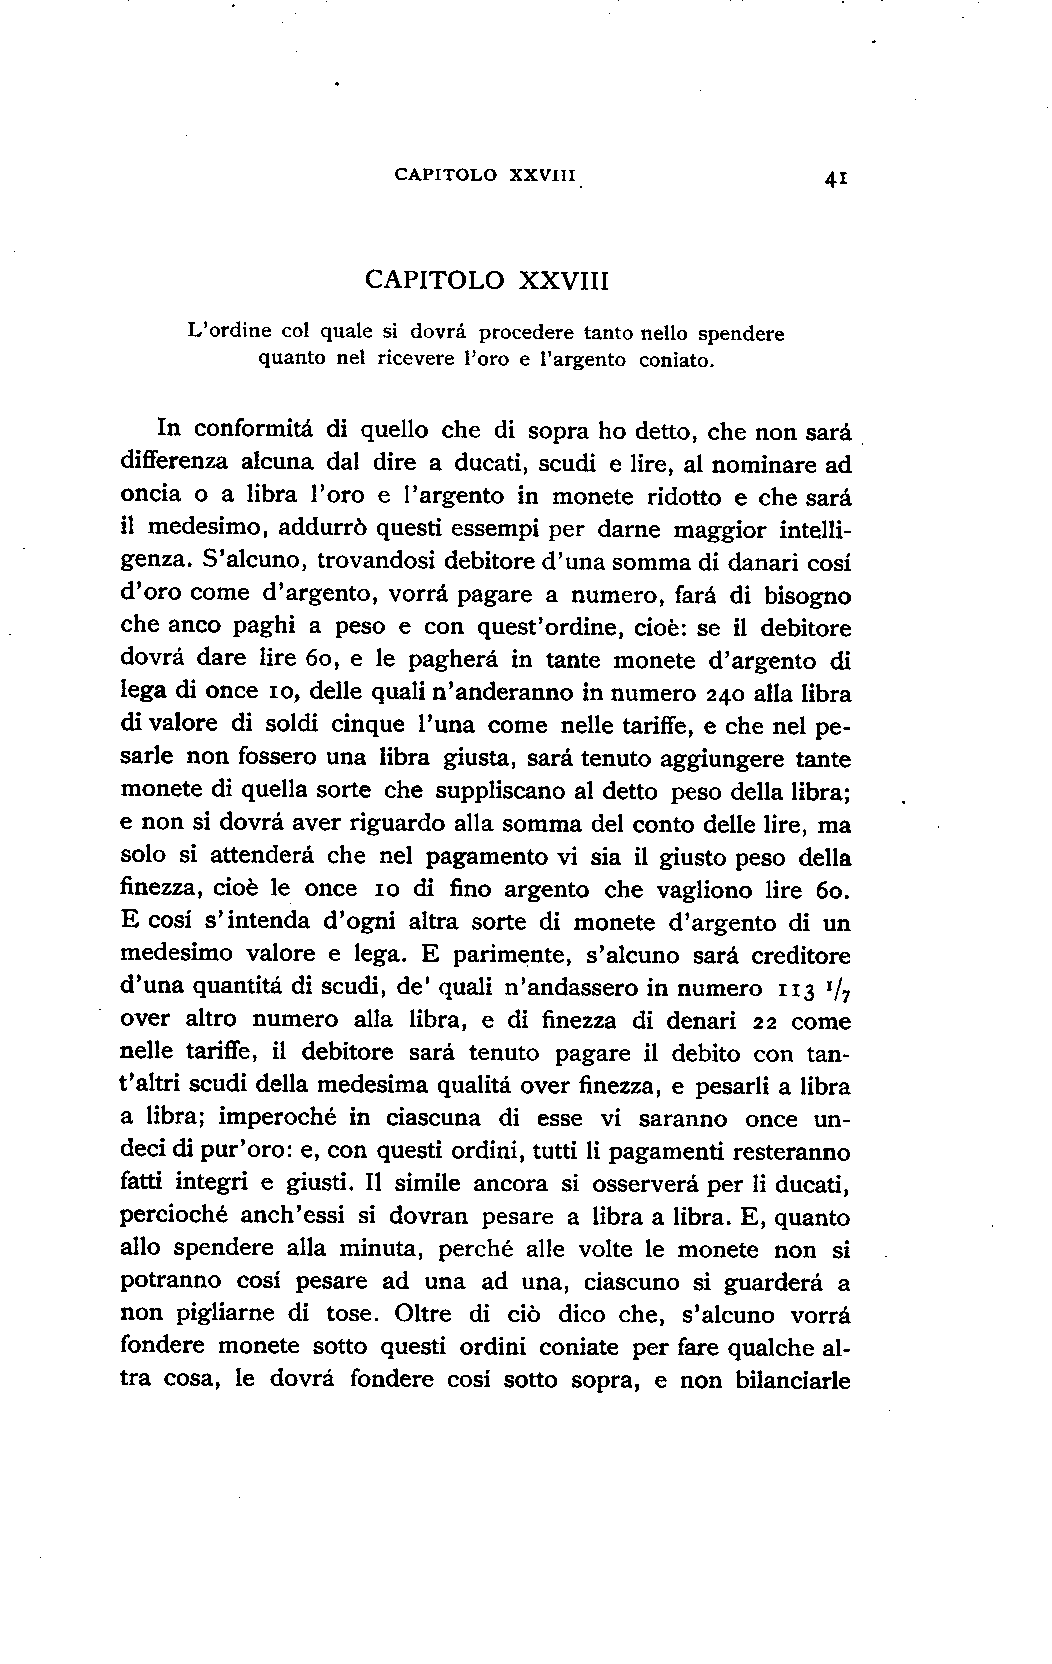 CAPITOLO XXVIII 41
CAPITOLO XXVIII
L'ordine col quale si dovrá procedere tanto nello spendere
quanto nel ricevere l'oro e l'argento coniato.
In conformitá di quello che di sopra ho detto, che non sará
differenza alcuna dal dire a ducati, scudi e lire, al nominare ad
oncia o a libra l'oro e l'argento in monete ridotto e che sará
il medesimo, addurrò questi essempi per darne maggior intelli-
genza. S'alcuno, trovandosi debitore d'una somma di danari cosí
d'oro come d'argento, vorrá pagare a numero, fará di bisogno
che anco paghi a peso e con quest'ordine, cioè: se il debitore
dovrá dare lire 60, e le pagherá in tante monete d'argento di
lega di once 10, delle quali n'anderanno in numero 240 alla libra
di valore di soldi cinque l'una come nelle tariffe, e che nel pe-
sarle non fossero una libra giusta, sará tenuto aggiungere tante
monete di quella sorte che suppliscano al detto peso della libra;
e non si dovrá aver riguardo alla somma del conto delle lire, ma
solo si attenderá che nel pagamento vi sia il giusto peso della
finezza, cioè le once 10 di fino argento che vagliono lire 60.
E cosí s'intenda d'ogni altra sorte di monete d'argento di un
medesimo valore e lega. E parimente, s'alcuno sará creditore
d'una quantitá di scudi, de' quali n'andassero in numero 113 1/7
over altro numero alla libra, e di finezza di denari 22 come
nelle tariffe, il debitore sará tenuto pagare il debito con tan-
t'altri scudi della medesima qualitá over finezza, e pesarli a libra
a libra; imperoché in ciascuna di esse vi saranno once un-
deci di pur'oro: e, con questi ordini, tutti li pagamenti resteranno
fatti integri e giusti. Il simile ancora si osserverá per li ducati,
percioché anch'essi si dovran pesare a libra a libra. E, quanto
allo spendere alla minuta, perché alle volte le monete non si
potranno cosí pesare ad una ad una, ciascuno si guarderá a
non pigliarne di tose. Oltre di ciò dico che, s'alcuno vorrá
fondere monete sotto questi ordini coniate per fare qualche al-
tra cosa, le dovrá fondere cosí sotto sopra, e non bilanciarle